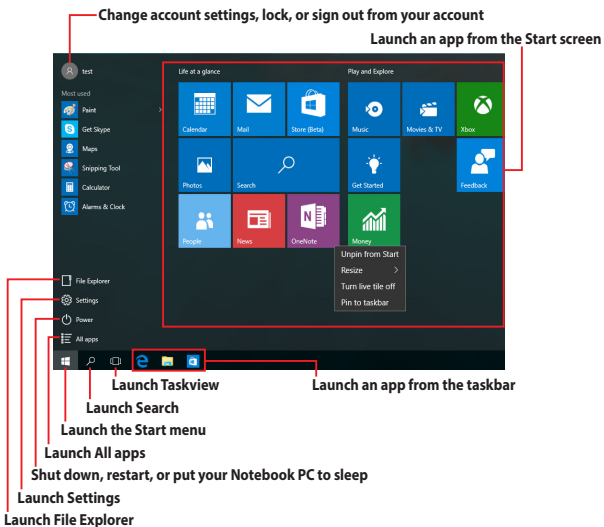 Change account settings, lock, or sign out from your account
Launch an app from the Start screen
test
Life at a glance
Play and Explore
Most used
Paint
Get Skype
Maps
Snipping Tool
Calculator
Alarms & Clock
Calendar
Mail
Store (Beta)
Music
Movies & TV
Xbox
Photos
Search
Get Started
Feedback
People
News
OneNote
Money
Unpin from Start
Resize
Turn live tile off
Pin to taskbar
File Explorer
Settings
Power
All apps
Launch Taskview
Launch an app from the taskbar
Launch Search
Launch the Start menu
Launch All apps
Shut down, restart, or put your Notebook PC to sleep
Launch Settings
Launch File Explorer